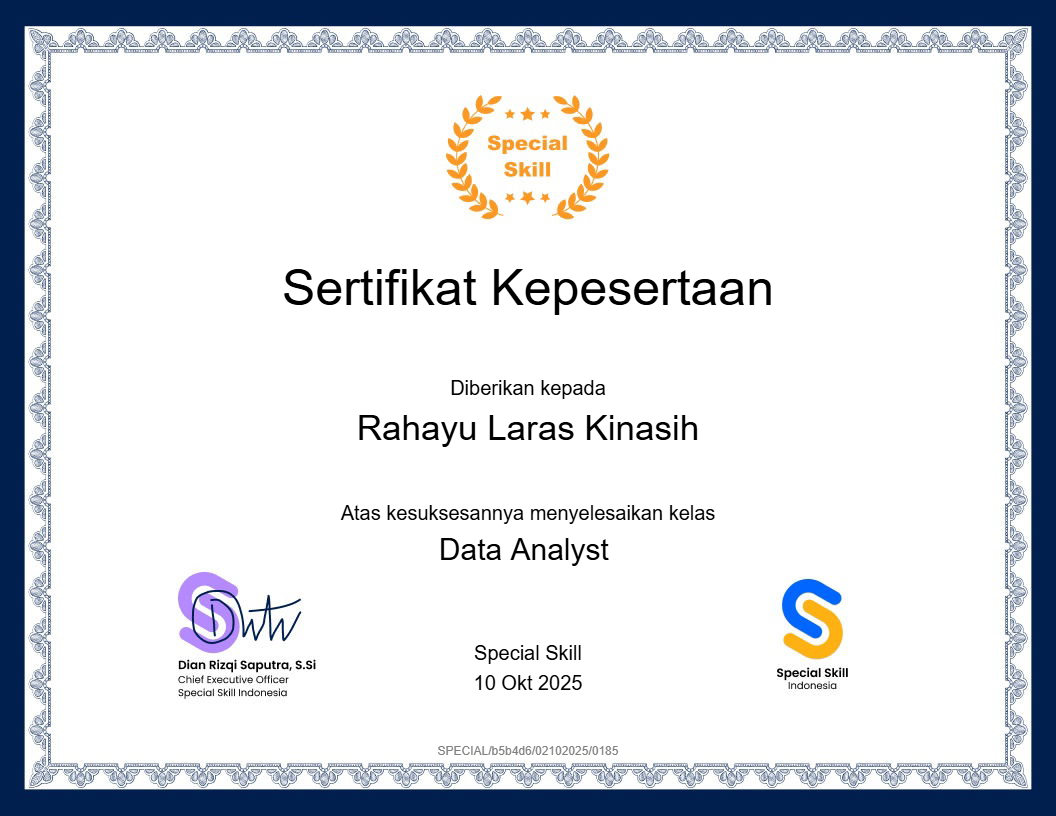 Special
Skill
Sertifikat Kepesertaan
Diberikan kepada
Rahayu Laras Kinasih
Atas kesuksesannya menyelesaikan kelas
Data Analyst
Dian Rizqi Saputra, S.Si
Chief Executive Officer
Special Skill Indonesia
Special Skill
10 Okt 2025
Special Skill
Indonesia
SPECIAL/b5b4d6/02102025/0185